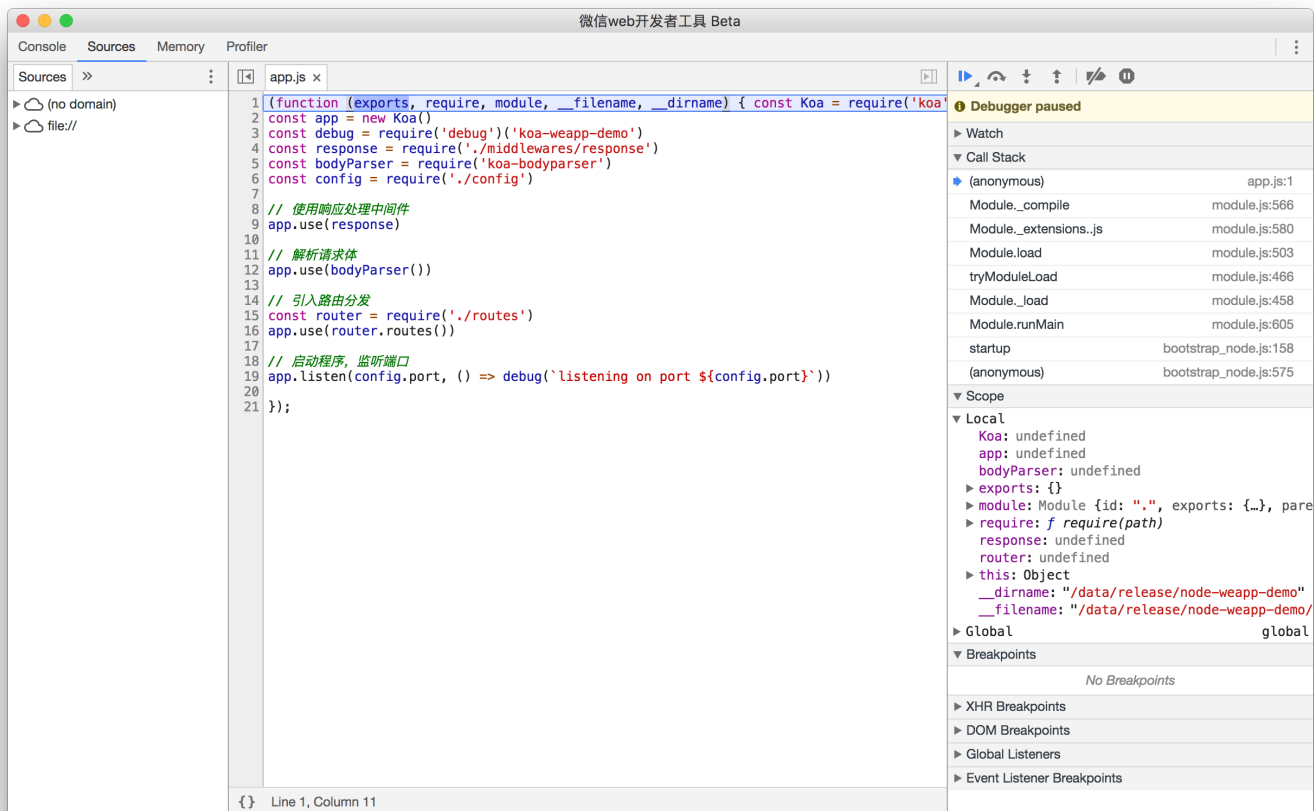 微信web开发者工具 Beta
Console Sources Memory Profiler
Sources
app.js
(no domain)
file://
1 (function (exports, require, module, __filename, __dirname) { const Koa = require('koa'
2 const app = new Koa()
3 const debug = require('debug')('koa-weapp-demo')
4 const response = require('./middlewares/response')
5 const bodyParser = require('koa-bodyparser')
6 const config = require('./config')
7
8 // 使用响应处理中间件
9 app.use(response)
10
11 // 解析请求体
12 app.use(bodyParser())
13
14 // 引入路由分发
15 const router = require('./routes')
16 app.use(router.routes())
17
18 // 启动程序，监听端口
19 app.listen(config.port, () => debug(`listening on port ${config.port}`))
20
21 });
{} Line 1, Column 11
Debugger paused
Watch
Call Stack
(anonymous) app.js:1
Module._compile module.js:566
Module._extensions..js module.js:580
Module.load module.js:503
tryModuleLoad module.js:466
Module._load module.js:458
Module.runMain module.js:605
startup bootstrap_node.js:158
(anonymous) bootstrap_node.js:575
Scope
Local
Koa: undefined
app: undefined
bodyParser: undefined
exports: {}
module: Module {id: ".", exports: {…}, pare
require: ƒ require(path)
response: undefined
router: undefined
this: Object
__dirname: "/data/release/node-weapp-demo"
__filename: "/data/release/node-weapp-demo/
Global global
Breakpoints
No Breakpoints
XHR Breakpoints
DOM Breakpoints
Global Listeners
Event Listener Breakpoints